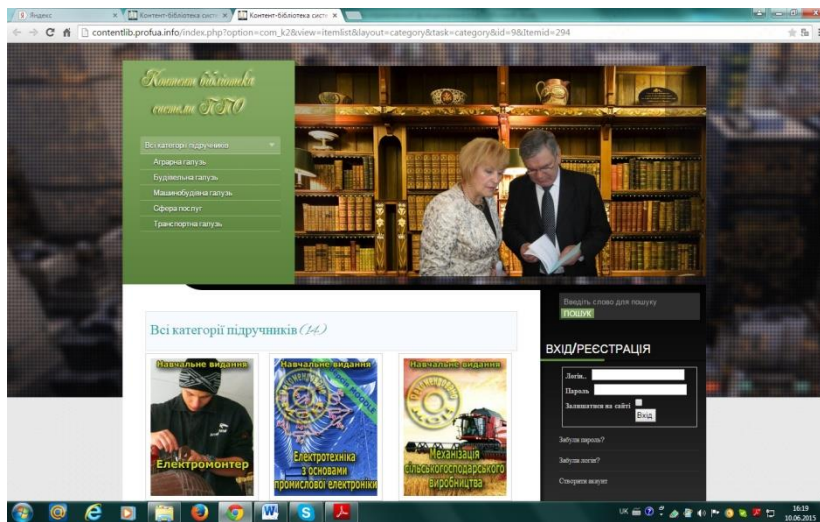 Яндекс
Контент-бібліотека систе
Контент-бібліотека систе
contentlib.profua.info/index.php?option=com_k2&view=itemlist&layout=category&task=category&id=9&Itemid=294
Контент бібліотека
системи ПТО
Всі категорії підручників
Аграрна галузь
Будівельна галузь
Машинобудівна галузь
Сфера послуг
Транспортна галузь
Введіть слово для пошуку
ПОШУК
Всі категорії підручників (14)
ВХІД/РЕЄСТРАЦІЯ
Логін..
Пароль
Залишатися на сайті
Вхід
Забули пароль?
Забули логін?
Створити акаунт
Навчальне видання
Електромонтер
Навчальне видання
Електротехніка
з основами
промислової електроніки
Навчальне видання
Механізація
сільськогосподарського
виробництва
UK
16:19
10.06.2015